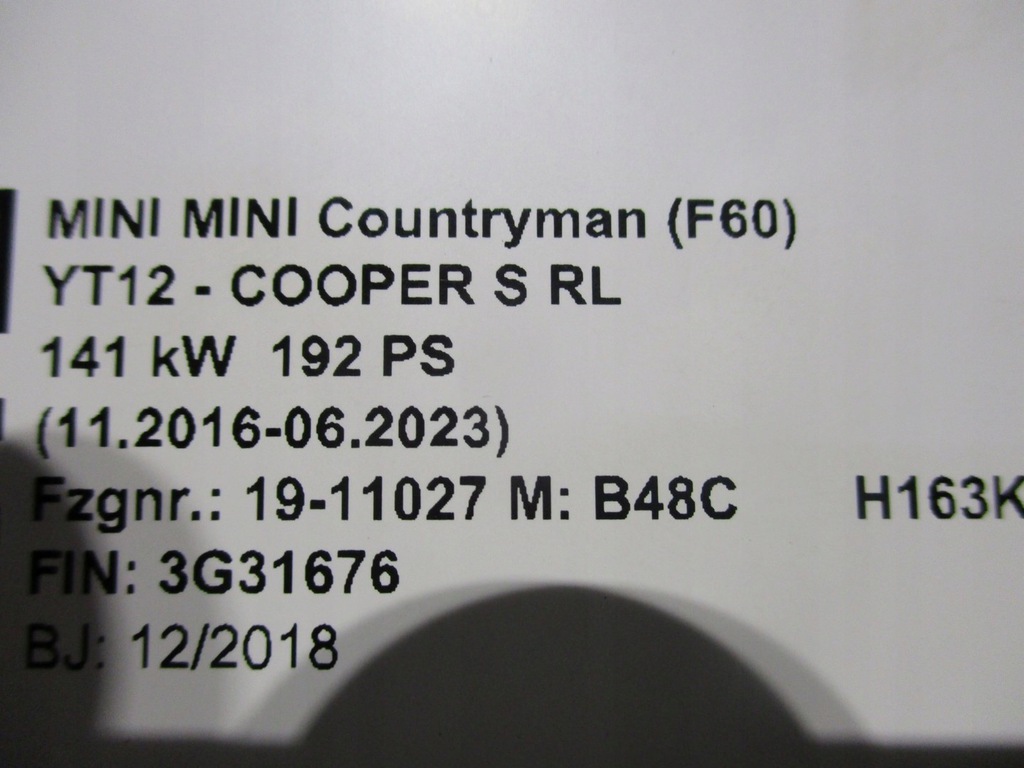 MINI MINI Countryman (F60)
YT12 - COOPER S RL
141 kW 192 PS
(11.2016-06.2023)
Fzgnr.: 19-11027 M: B48C H163K
FIN: 3G31676
BJ: 12/2018